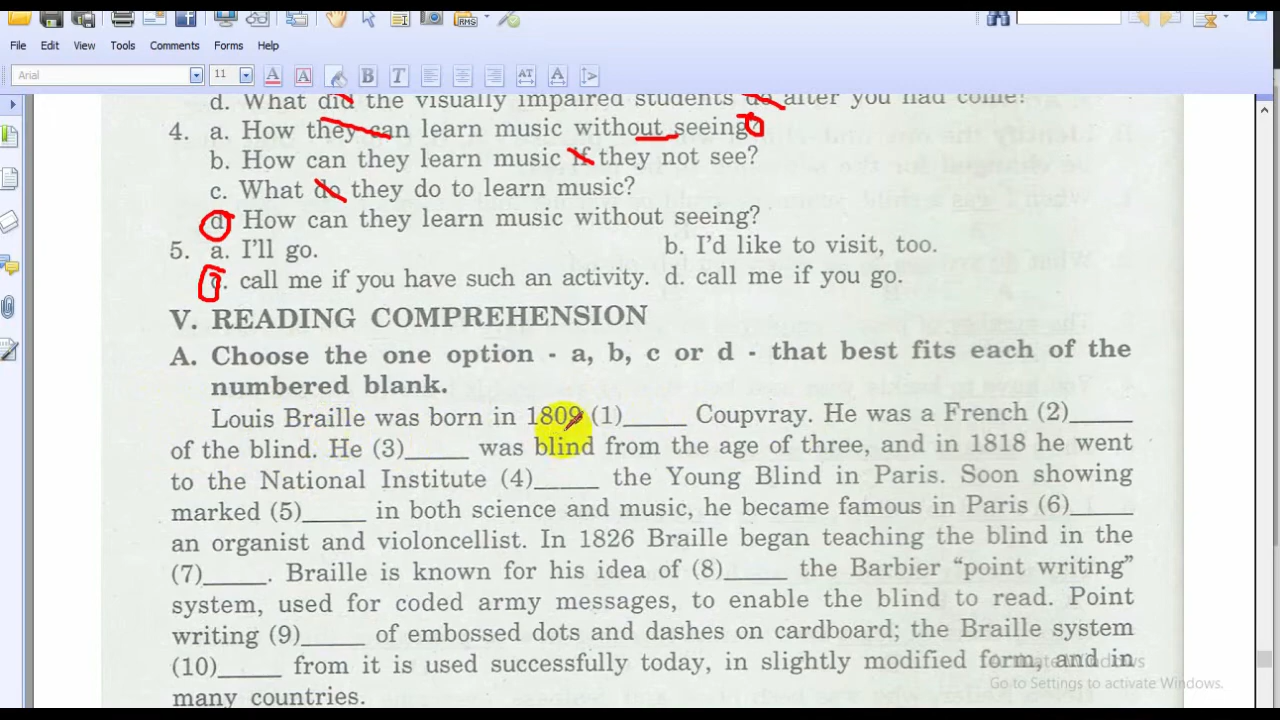 File Edit View Tools Comments Forms Help
Arial 11
d. What did the visually impaired students do after you had come?
4. a. How they can learn music without seeing?
b. How can they learn music if they not see?
c. What do they do to learn music?
d. How can they learn music without seeing?
5. a. I'll go. b. I'd like to visit, too.
c. call me if you have such an activity. d. call me if you go.
V. READING COMPREHENSION
A. Choose the one option - a, b, c or d - that best fits each of the
numbered blank.
Louis Braille was born in 1809 (1)_____ Coupvray. He was a French (2)_____
of the blind. He (3)_____ was blind from the age of three, and in 1818 he went
to the National Institute (4)_____ the Young Blind in Paris. Soon showing
marked (5)_____ in both science and music, he became famous in Paris (6)_____
an organist and violoncellist. In 1826 Braille began teaching the blind in the
(7)_____. Braille is known for his idea of (8)_____ the Barbier “point writing”
system, used for coded army messages, to enable the blind to read. Point
writing (9)_____ of embossed dots and dashes on cardboard; the Braille system
(10)_____ from it is used successfully today, in slightly modified form, and in
many countries.
Go to Settings to activate Windows.